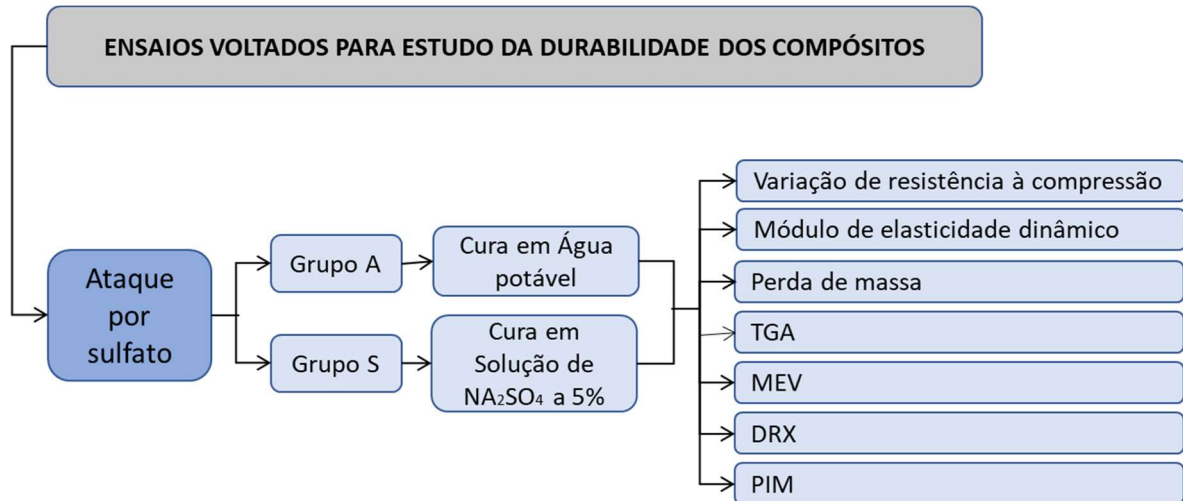 ENSAIOS VOLTADOS PARA ESTUDO DA DURABILIDADE DOS COMPÓSITOS
Ataque
por
sulfato
Grupo A
Cura em Água
potável
Grupo S
Cura em
Solução de
NA₂SO₄ a 5%
Variação de resistência à compressão
Módulo de elasticidade dinâmico
Perda de massa
TGA
MEV
DRX
PIM